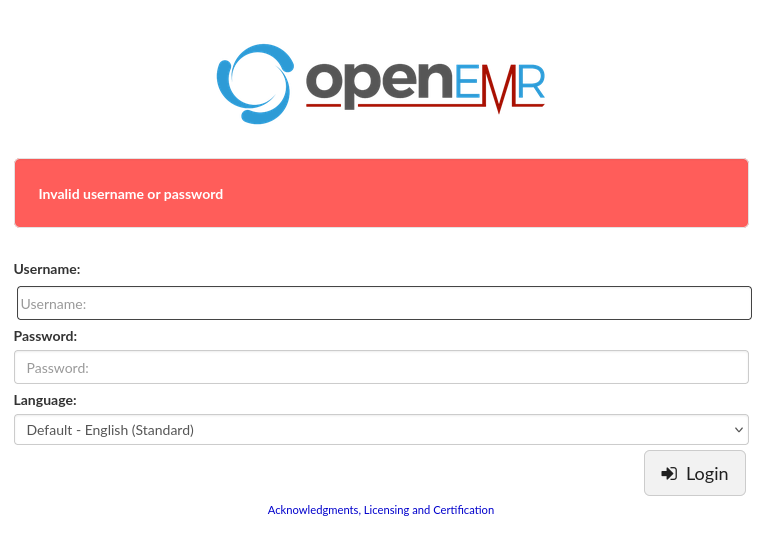 openEMR
Invalid username or password
Username:
Username:
Password:
Password:
Language:
Default - English (Standard)
Login
Acknowledgments, Licensing and Certification